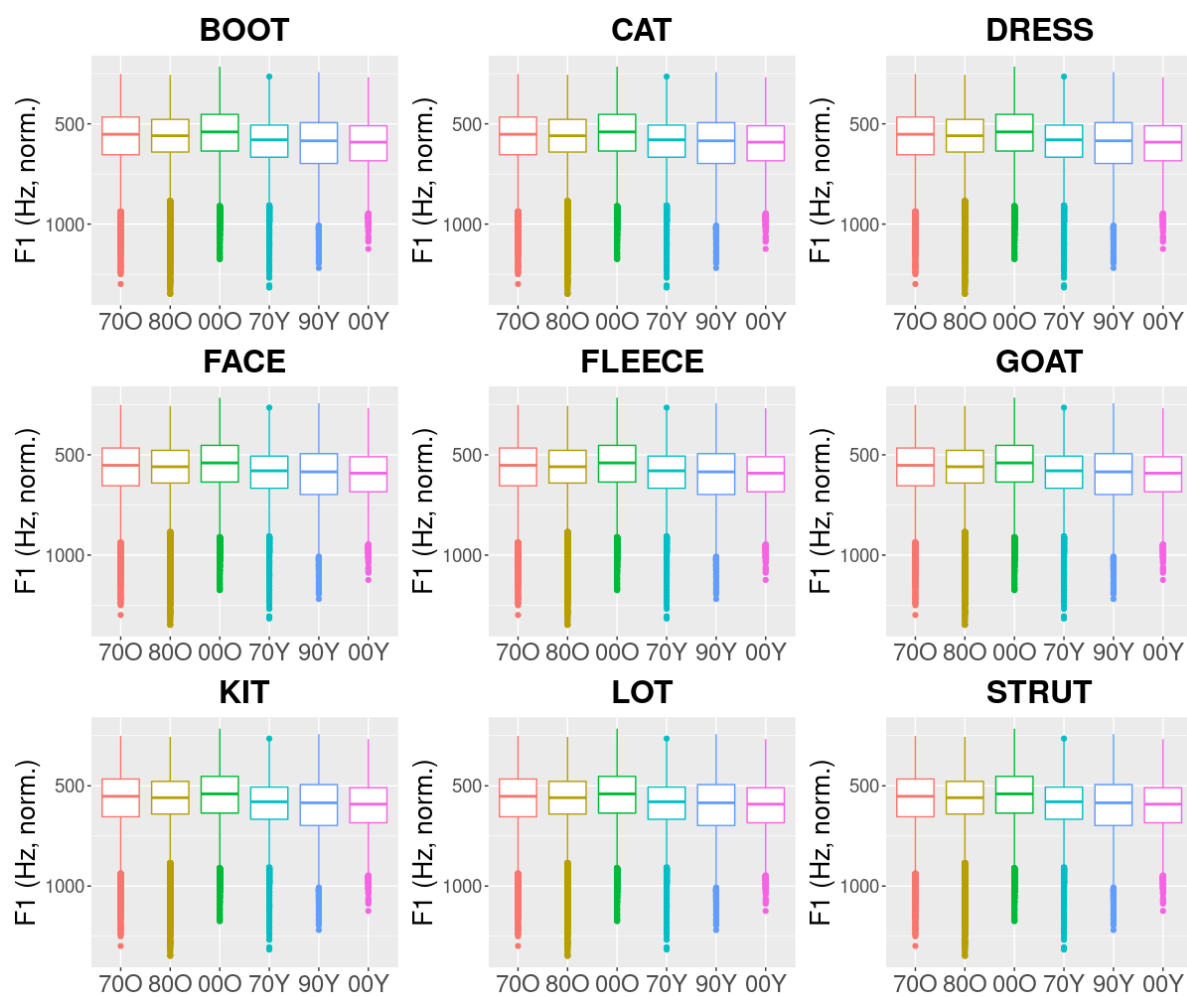 BOOT CAT DRESS
F1 (Hz, norm.) F1 (Hz, norm.) F1 (Hz, norm.)
500 500 500
1000 1000 1000
70O 80O 00O 70Y 90Y 00Y 70O 80O 00O 70Y 90Y 00Y 70O 80O 00O 70Y 90Y 00Y
FACE FLEECE GOAT
F1 (Hz, norm.) F1 (Hz, norm.) F1 (Hz, norm.)
500 500 500
1000 1000 1000
70O 80O 00O 70Y 90Y 00Y 70O 80O 00O 70Y 90Y 00Y 70O 80O 00O 70Y 90Y 00Y
KIT LOT STRUT
F1 (Hz, norm.) F1 (Hz, norm.) F1 (Hz, norm.)
500 500 500
1000 1000 1000
70O 80O 00O 70Y 90Y 00Y 70O 80O 00O 70Y 90Y 00Y 70O 80O 00O 70Y 90Y 00Y